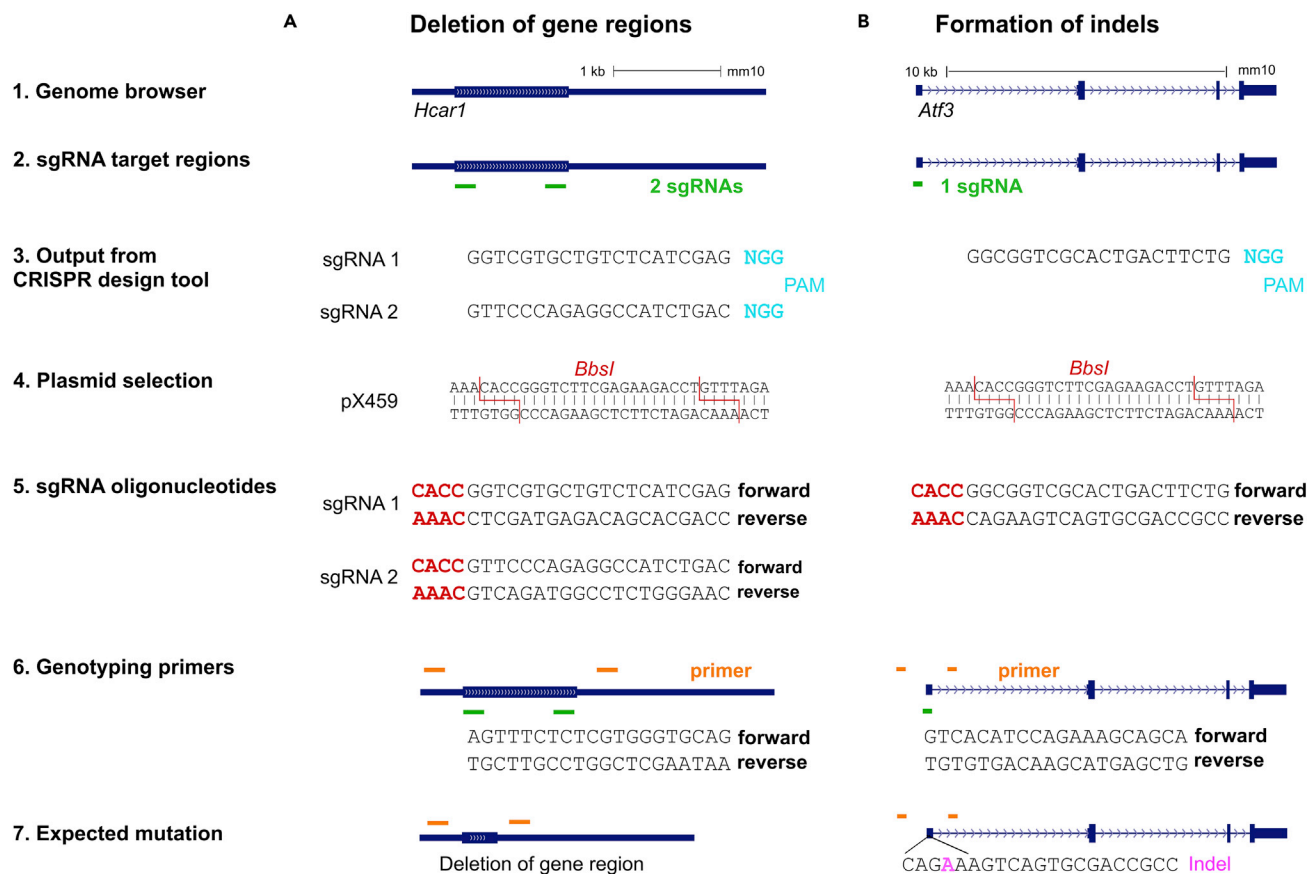 A Deletion of gene regions
B Formation of indels
1. Genome browser
1 kb mm10
Hcar1
10 kb mm10
Atf3
2. sgRNA target regions
2 sgRNAs
1 sgRNA
3. Output from
CRISPR design tool
sgRNA 1 GGTCGTGCTGTCTCATCGAG NGG
PAM
sgRNA 2 GTTCCCAGAGGCCATCTGAC NGG
GGCGGTCGCACTGACTTCTG NGG
PAM
4. Plasmid selection
pX459
BbsI
AAACACCGGGTCTTCGAGAAGACCTGTTTAGA
TTTGTGGCCCAGAAGCTCTTCTAGACAAAACT
BbsI
AAACACCGGGTCTTCGAGAAGACCTGTTTAGA
TTTGTGGCCCAGAAGCTCTTCTAGACAAAACT
5. sgRNA oligonucleotides
sgRNA 1
CACCGGTCGTGCTGTCTCATCGAG forward
AAACCTCGATGAGACAGCACGACC reverse
sgRNA 2
CACCGTTCCCAGAGGCCATCTGAC forward
AAACGTCAGATGGCCTCTGGGAAC reverse
CACCGGCGGTCGCACTGACTTCTG forward
AAACCAGAAGTCAGTGCGACCGCC reverse
6. Genotyping primers
primer
AGTTTCTCTCGTGGGTGCAG forward
TGCTTGCCTGGCTCGAATAA reverse
primer
GTCACATCCAGAAAGCAGCA forward
TGTGTGACAAGCATGAGCTG reverse
7. Expected mutation
Deletion of gene region
CAGAAAGTCAGTGCGACCGCC Indel